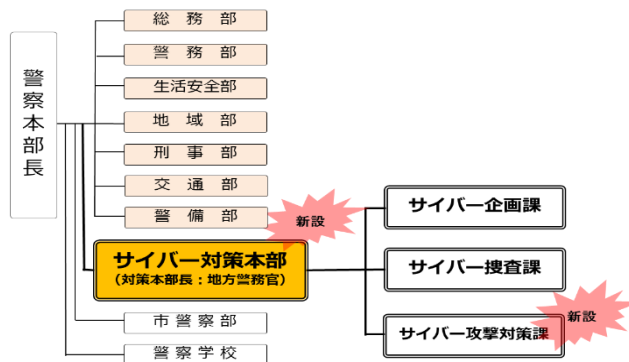 警察本部長
総務部
警務部
生活安全部
地域部
刑事部
交通部
警備部
新設
サイバー対策本部
(対策本部長:地方警務官)
市警察部
警察学校
サイバー企画課
サイバー捜査課
サイバー攻撃対策課
新設